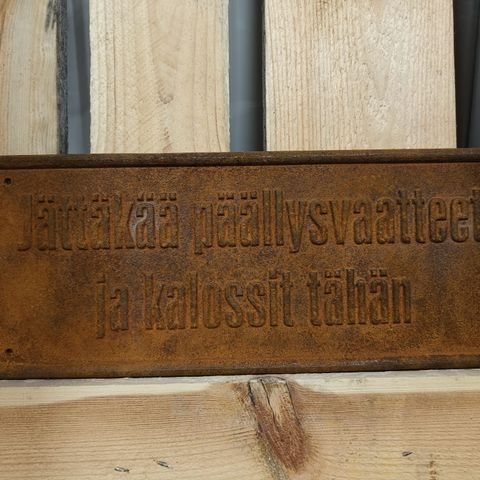 Jättäkää päällysvaatteet
ja kalossit tähän